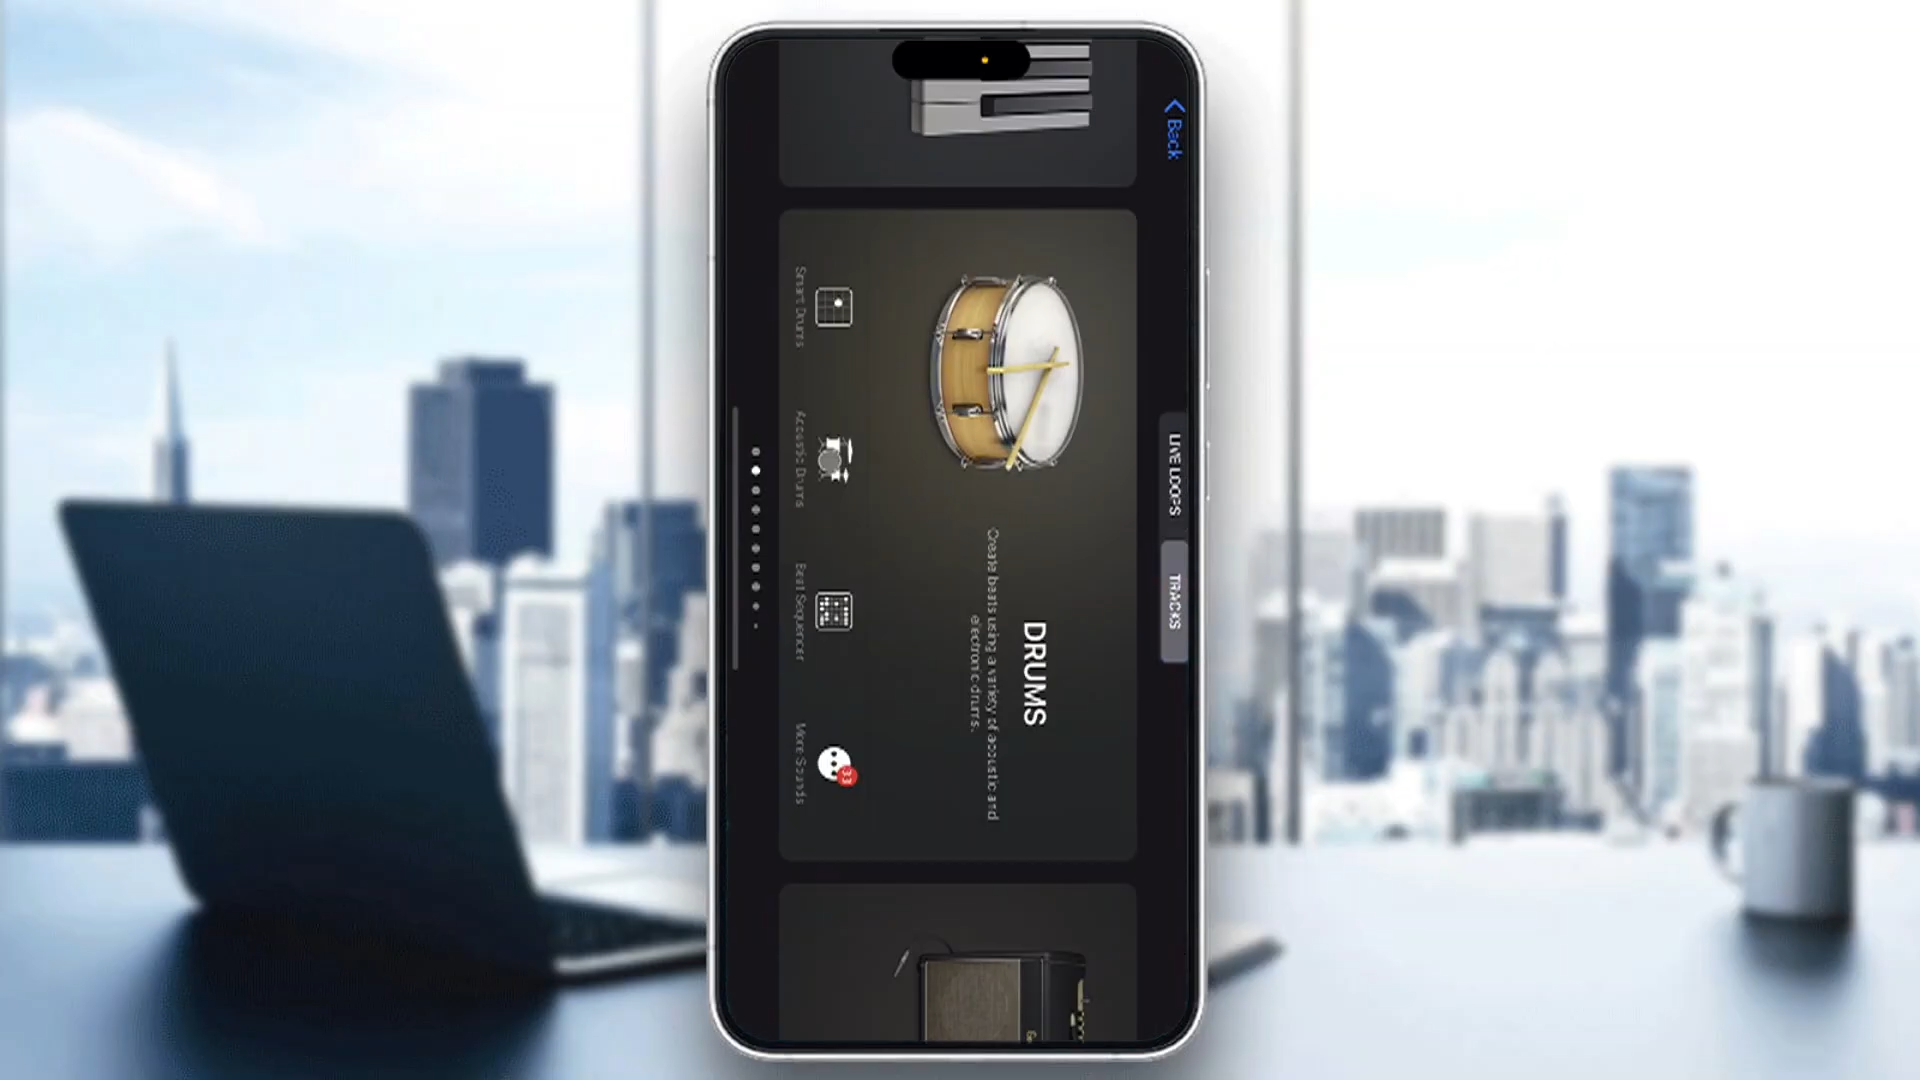 Back
LIVE LOOPS
TRACKS
DRUMS
Create beats using a variety of acoustic and
electronic drums.
Smart Drums
Acoustic Drums
Beat Sequencer
More Sounds
33